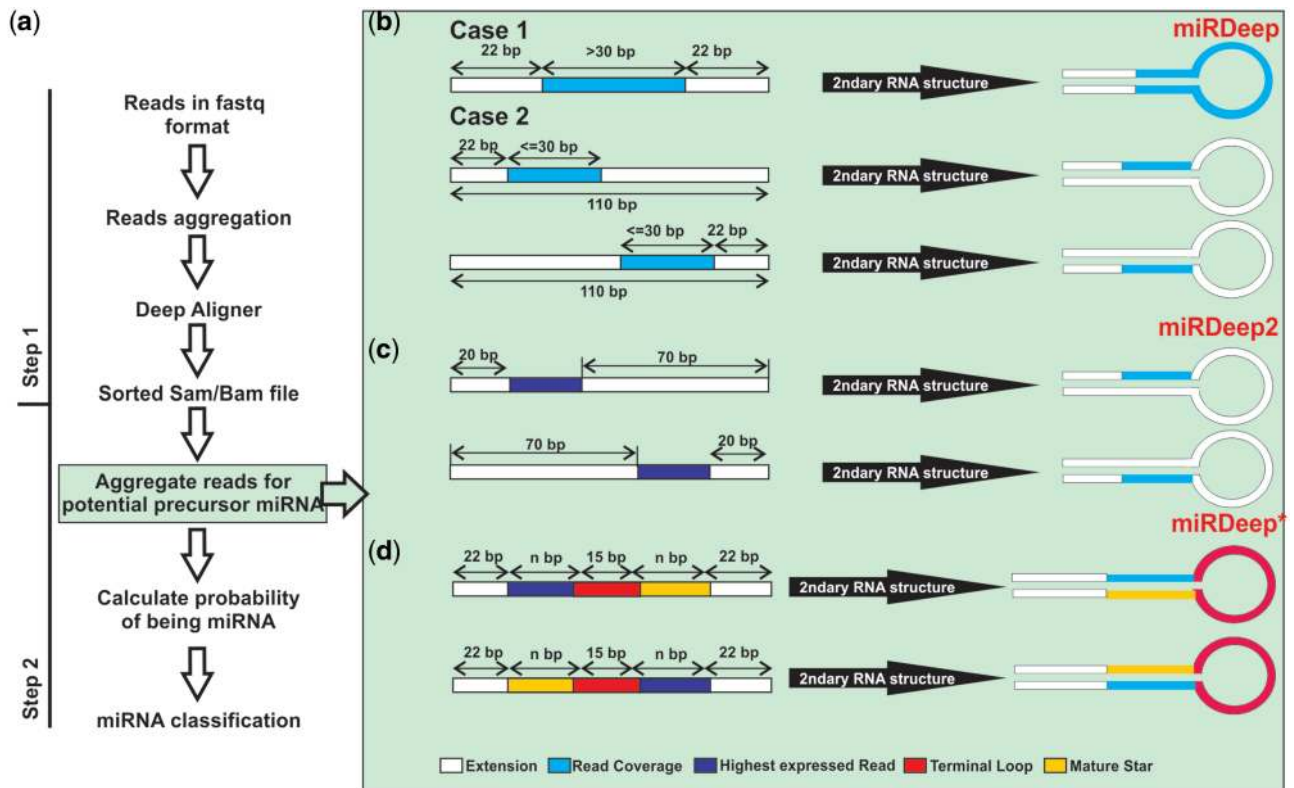 (a)
Step 1
Step 2
Reads in fastq
format
Reads aggregation
Deep Aligner
Sorted Sam/Bam file
Aggregate reads for
potential precursor miRNA
Calculate probability
of being miRNA
miRNA classification
(b)
Case 1
miRDeep
22 bp >30 bp 22 bp
2ndary RNA structure
Case 2
22 bp <=30 bp
2ndary RNA structure
110 bp
<=30 bp 22 bp
2ndary RNA structure
110 bp
(c)
miRDeep2
20 bp 70 bp
2ndary RNA structure
70 bp 20 bp
2ndary RNA structure
(d)
miRDeep*
22 bp n bp 15 bp n bp 22 bp
2ndary RNA structure
22 bp n bp 15 bp n bp 22 bp
2ndary RNA structure
Extension Read Coverage Highest expressed Read Terminal Loop Mature Star